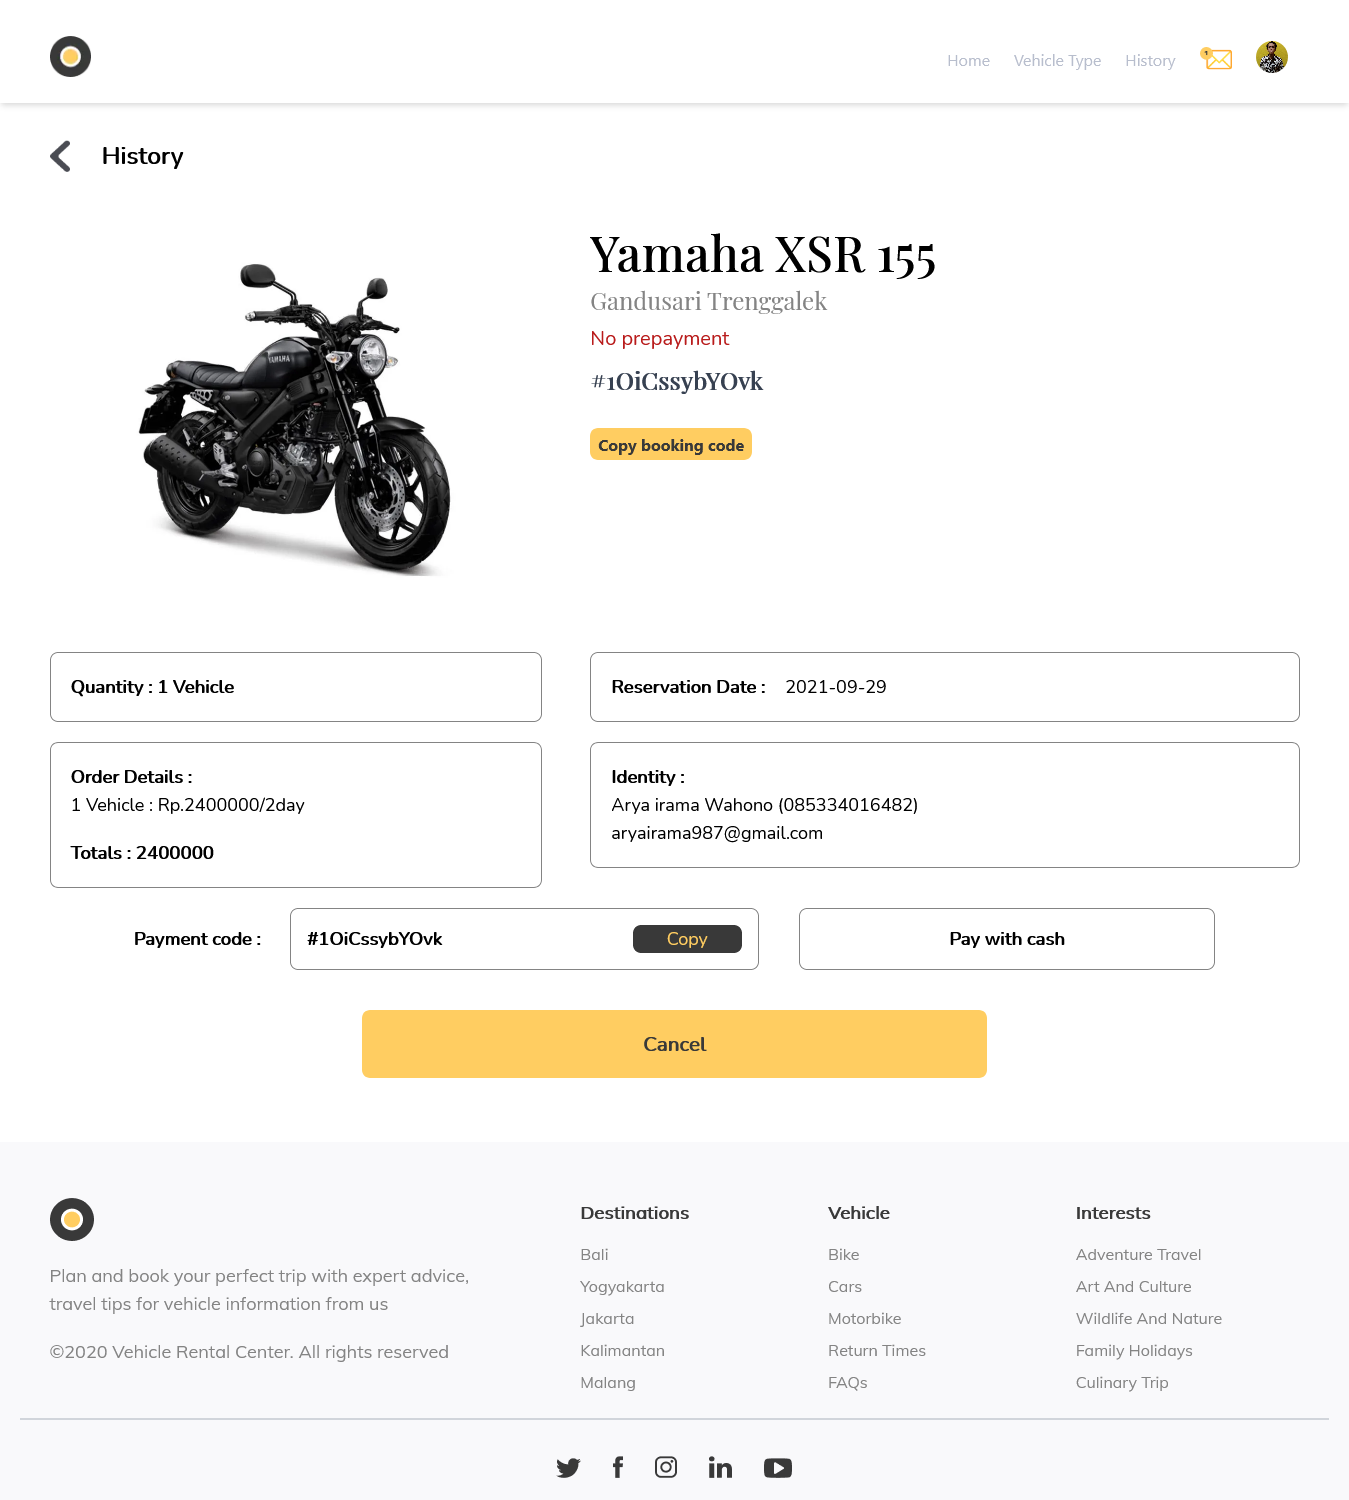 Home Vehicle Type History
1
History
Yamaha XSR 155
Gandusari Trenggalek
No prepayment
#1OiCssybYOvk
Copy booking code
YAMAHA
Quantity : 1 Vehicle
Reservation Date : 2021-09-29
Order Details :
1 Vehicle : Rp.2400000/2day
Totals : 2400000
Identity :
Arya irama Wahono (085334016482)
aryairama987@gmail.com
Payment code :
#1OiCssybYOvk
Copy
Pay with cash
Cancel
Plan and book your perfect trip with expert advice,
travel tips for vehicle information from us
©2020 Vehicle Rental Center. All rights reserved
Destinations
Bali
Yogyakarta
Jakarta
Kalimantan
Malang
Vehicle
Bike
Cars
Motorbike
Return Times
FAQs
Interests
Adventure Travel
Art And Culture
Wildlife And Nature
Family Holidays
Culinary Trip